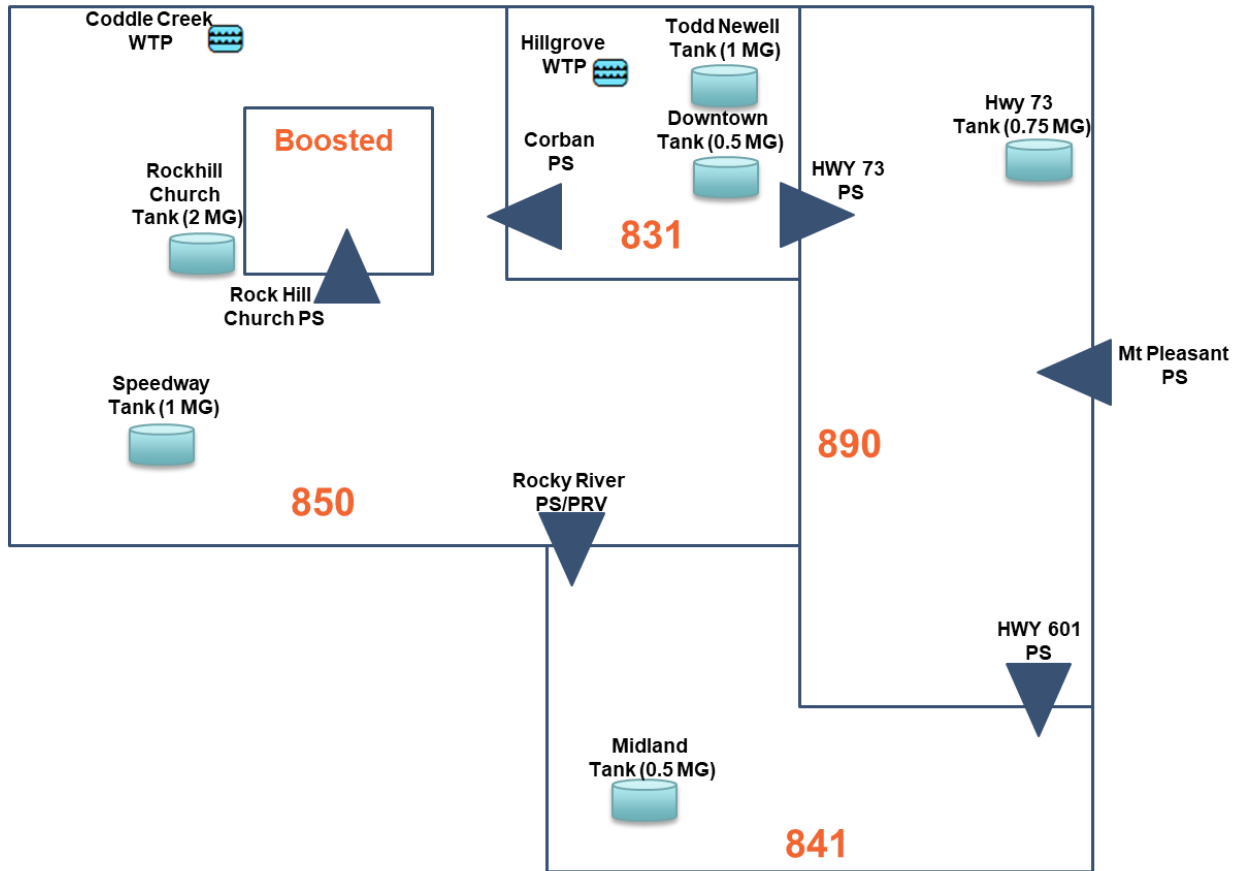 Coddle Creek
WTP
Hillgrove
WTP
Todd Newell
Tank (1 MG)
Downtown
Tank (0.5 MG)
Hwy 73
Tank (0.75 MG)
Boosted
Corban
PS
HWY 73
PS
Rockhill
Church
Tank (2 MG)
831
Rock Hill
Church PS
Mt Pleasant
PS
Speedway
Tank (1 MG)
890
850
Rocky River
PS/PRV
HWY 601
PS
Midland
Tank (0.5 MG)
841